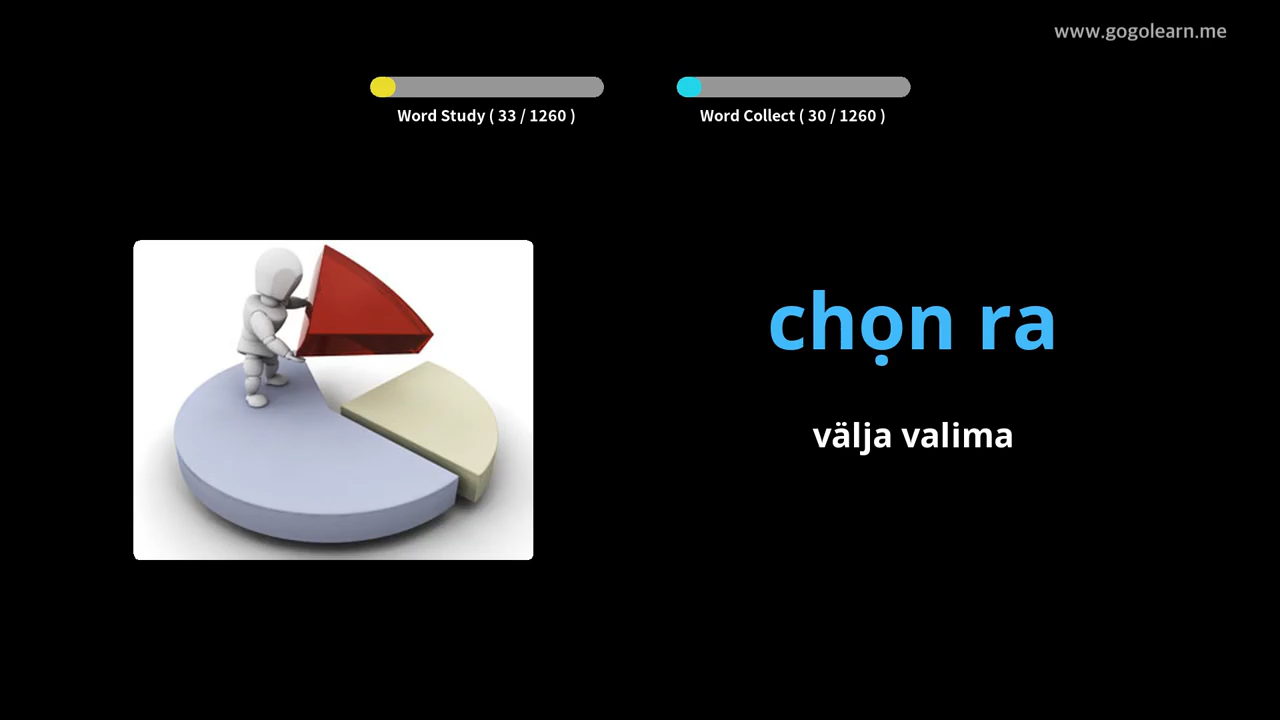 www.gogolearn.me
Word Study ( 33 / 1260 )
Word Collect ( 30 / 1260 )
chọn ra
välja valima